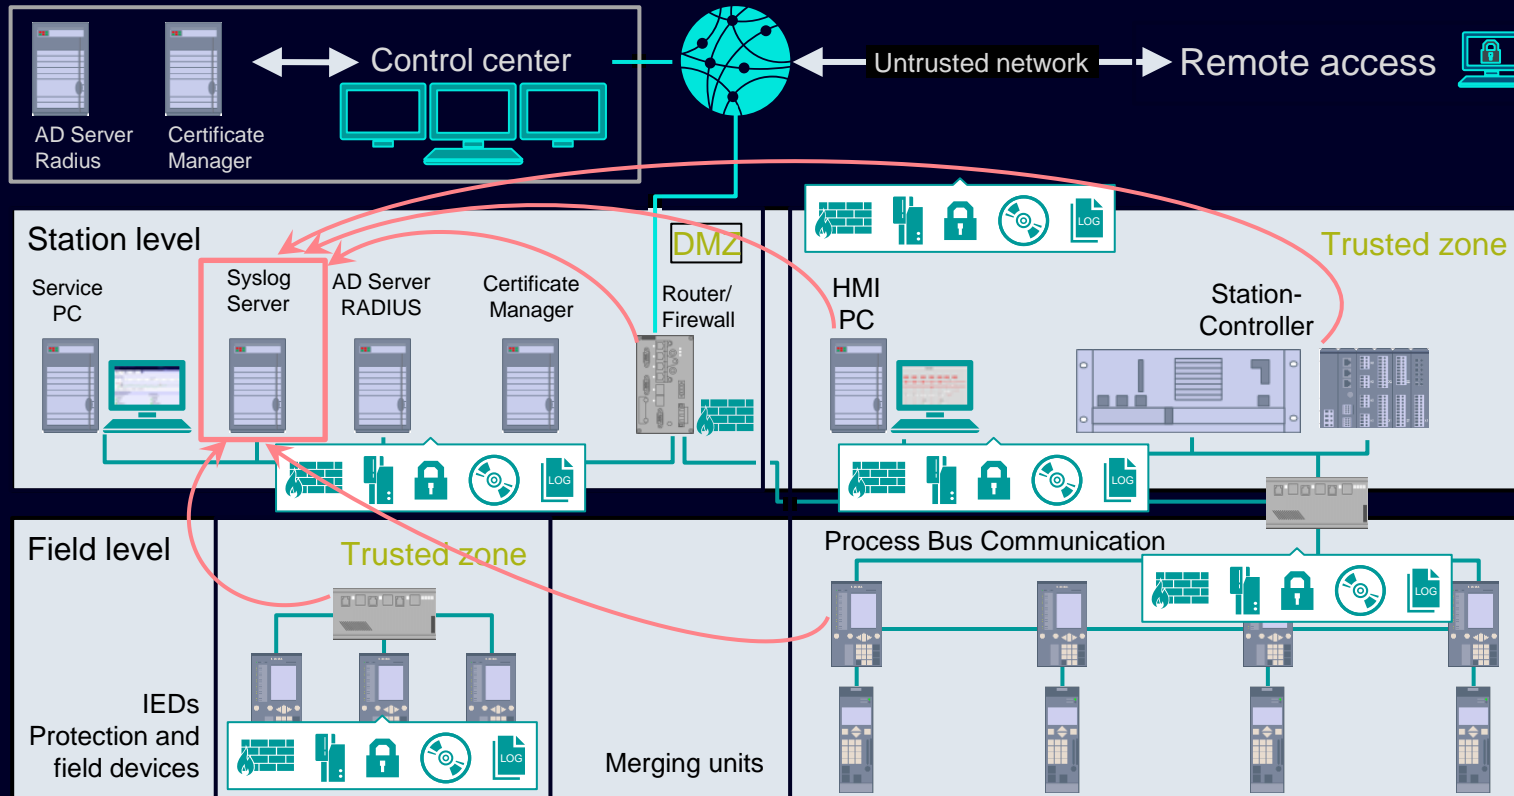 Control center
Untrusted network
Remote access
AD Server
Radius
Certificate
Manager
Station level
DMZ
Trusted zone
LOG
Service
PC
Syslog
Server
AD Server
RADIUS
Certificate
Manager
Router/
Firewall
HMI
PC
Station-
Controller
LOG
LOG
Field level
Trusted zone
Process Bus Communication
LOG
IEDs
Protection and
field devices
LOG
Merging units